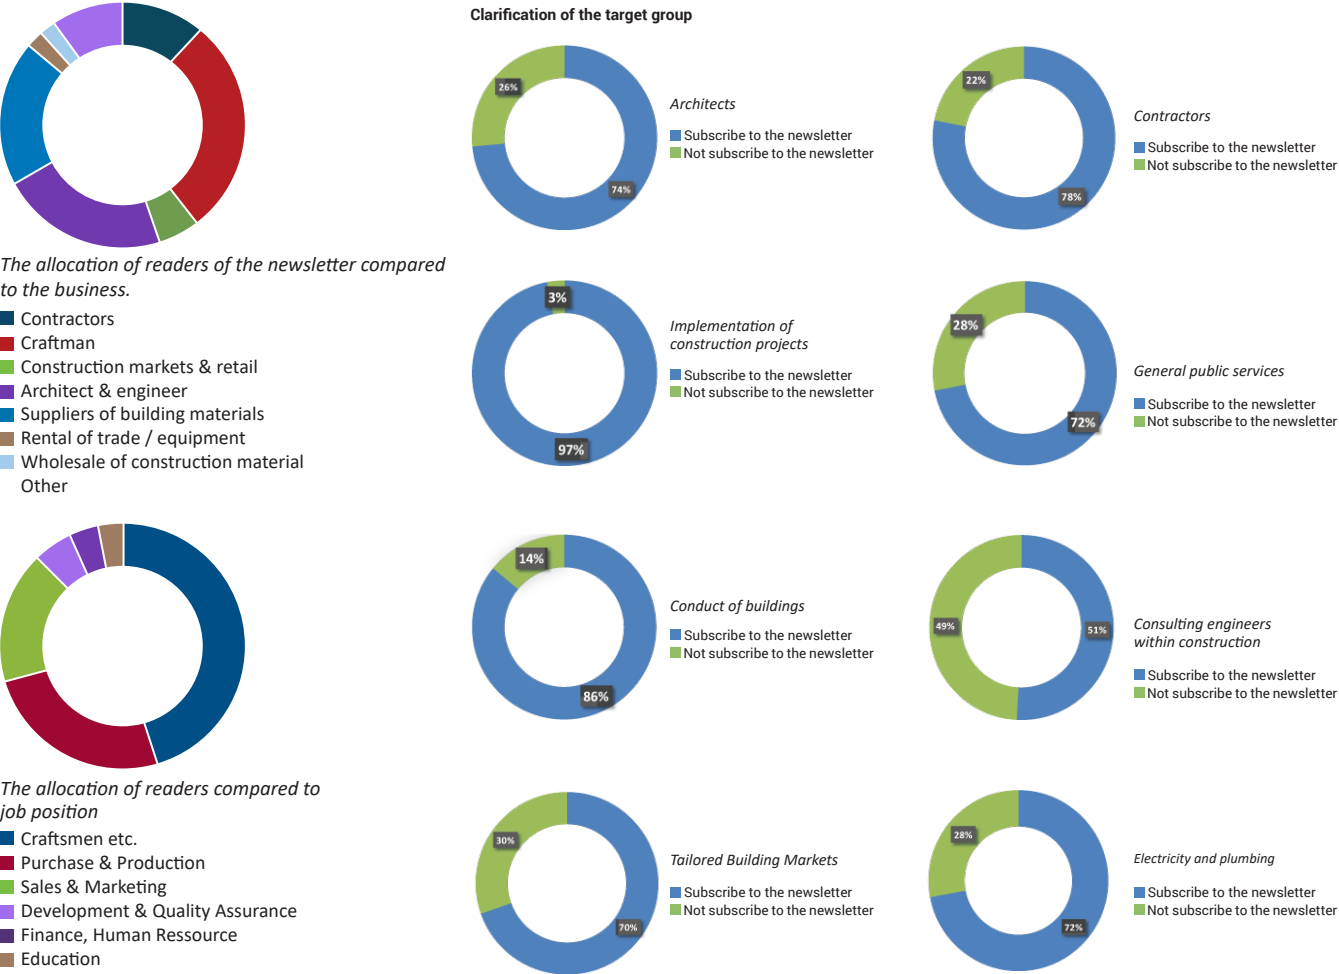 The allocation of readers of the newsletter compared
to the business.
Contractors
Craftman
Construction markets & retail
Architect & engineer
Suppliers of building materials
Rental of trade / equipment
Wholesale of construction material
Other
The allocation of readers compared to
job position
Craftsmen etc.
Purchase & Production
Sales & Marketing
Development & Quality Assurance
Finance, Human Ressource
Education
Clarification of the target group
26%
74%
Architects
Subscribe to the newsletter
Not subscribe to the newsletter
22%
78%
Contractors
Subscribe to the newsletter
Not subscribe to the newsletter
3%
97%
Implementation of
construction projects
Subscribe to the newsletter
Not subscribe to the newsletter
28%
72%
General public services
Subscribe to the newsletter
Not subscribe to the newsletter
14%
86%
Conduct of buildings
Subscribe to the newsletter
Not subscribe to the newsletter
49%
51%
Consulting engineers
within construction
Subscribe to the newsletter
Not subscribe to the newsletter
30%
70%
Tailored Building Markets
Subscribe to the newsletter
Not subscribe to the newsletter
28%
72%
Electricity and plumbing
Subscribe to the newsletter
Not subscribe to the newsletter